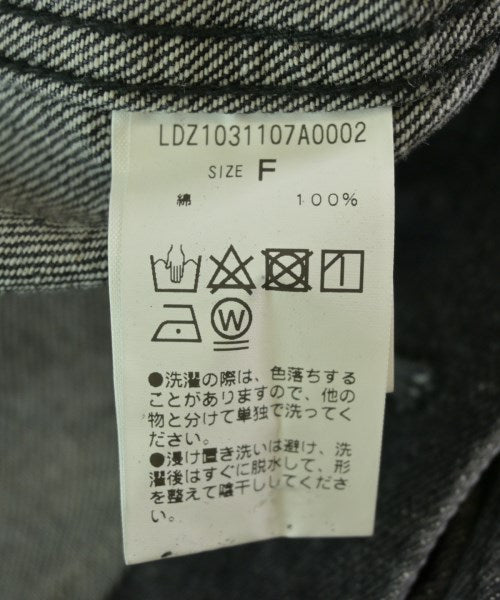 LDZ1031107A0002
SIZE F
綿 100%
W
●洗濯の際は、色落ちする
ことがありますので、他の
物と分けて単独で洗ってく
ださい。
●浸け置き洗いは避け、洗
濯後はすぐに脱水して、形
を整えて陰干ししてくださ
い。